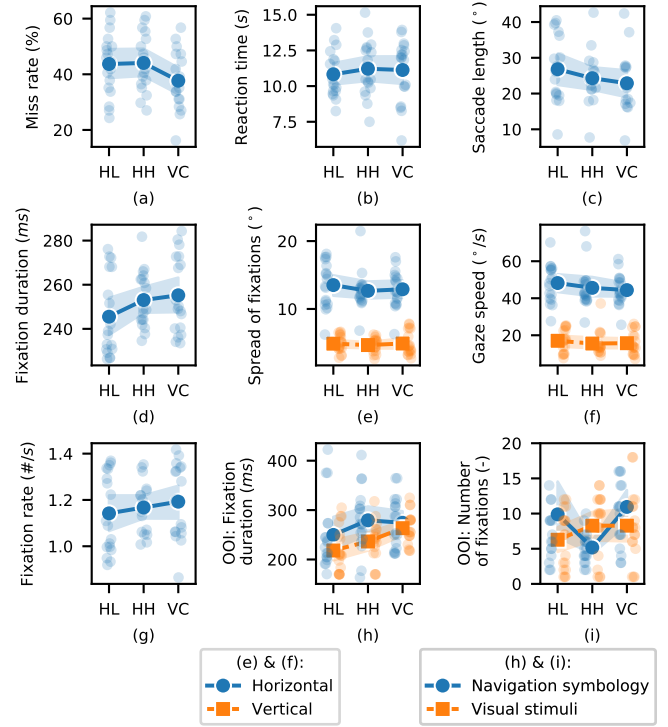 Miss rate (%)
60
40
20
HL HH VC
(a)
Reaction time (s)
15.0
12.5
10.0
7.5
HL HH VC
(b)
Saccade length (°)
40
30
20
10
HL HH VC
(c)
Fixation duration (ms)
280
260
240
HL HH VC
(d)
Spread of fixations (°)
20
10
HL HH VC
(e)
Gaze speed (°/s)
60
40
20
HL HH VC
(f)
Fixation rate (#/s)
1.4
1.2
1.0
HL HH VC
(g)
OOI: Fixation
duration (ms)
400
300
200
HL HH VC
(h)
OOI: Number
of fixations (-)
20
15
10
5
0
HL HH VC
(i)
(e) & (f):
Horizontal
Vertical
(h) & (i):
Navigation symbology
Visual stimuli